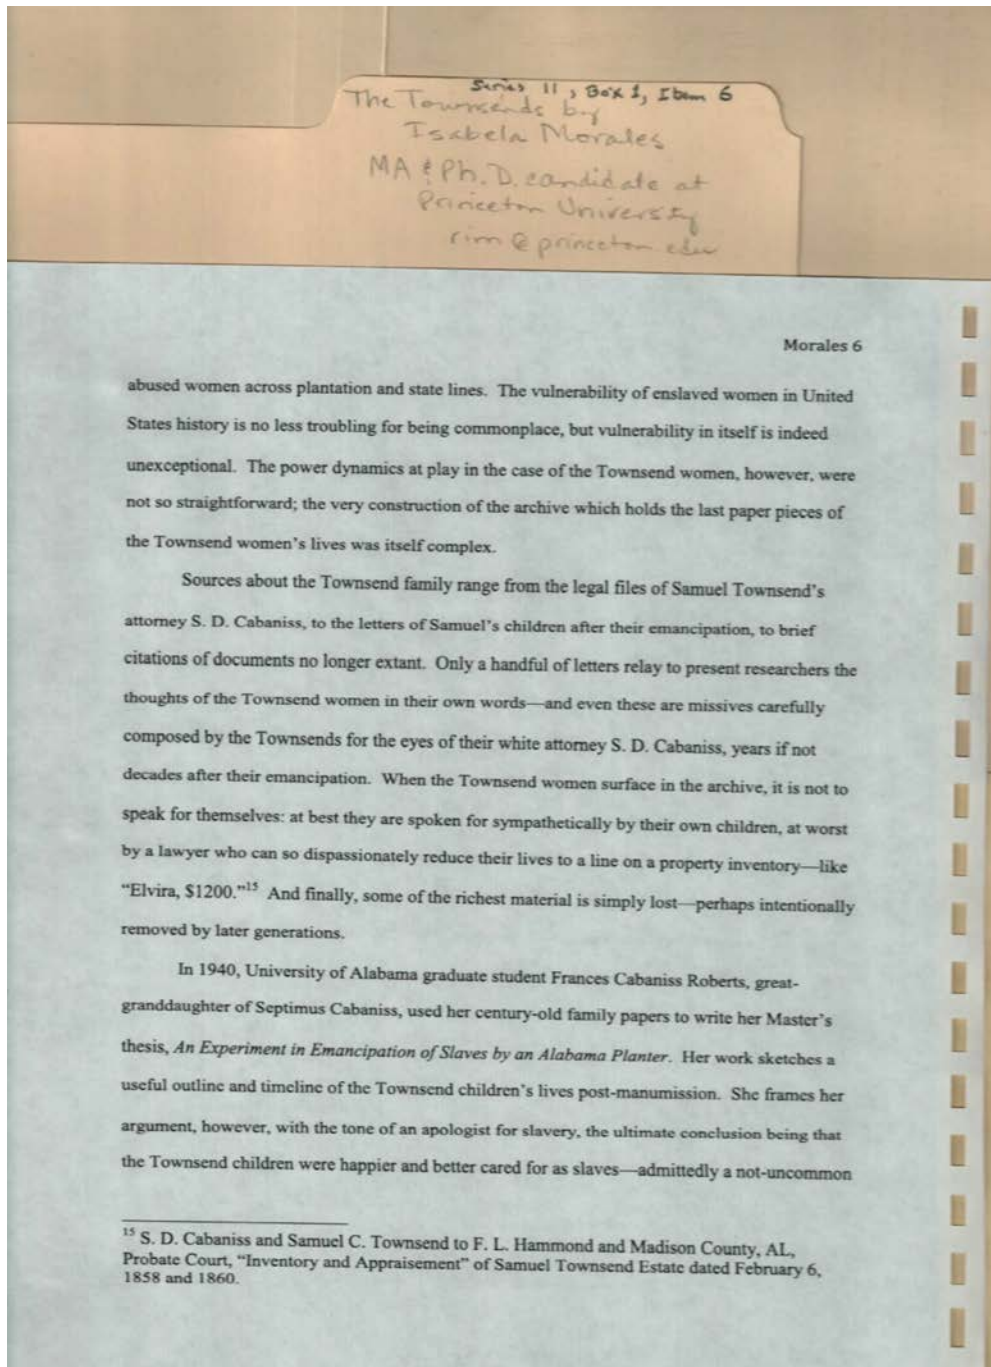 Series 11, Box 1, Item 6
The Townsends by
Isabela Morales
MA & Ph.D. candidate at
Princeton University
rim@princeton.edu
Morales 6
abused women across plantation and state lines. The vulnerability of enslaved women in United
States history is no less troubling for being commonplace, but vulnerability in itself is indeed
unexceptional. The power dynamics at play in the case of the Townsend women, however, were
not so straightforward; the very construction of the archive which holds the last paper pieces of
the Townsend women's lives was itself complex.
Sources about the Townsend family range from the legal files of Samuel Townsend's
attorney S. D. Cabaniss, to the letters of Samuel's children after their emancipation, to brief
citations of documents no longer extant. Only a handful of letters relay to present researchers the
thoughts of the Townsend women in their own words—and even these are missives carefully
composed by the Townsends for the eyes of their white attorney S. D. Cabaniss, years if not
decades after their emancipation. When the Townsend women surface in the archive, it is not to
speak for themselves: at best they are spoken for sympathetically by their own children, at worst
by a lawyer who can so dispassionately reduce their lives to a line on a property inventory—like
"Elvira, $1200."15 And finally, some of the richest material is simply lost—perhaps intentionally
removed by later generations.
In 1940, University of Alabama graduate student Frances Cabaniss Roberts, great-
granddaughter of Septimus Cabaniss, used her century-old family papers to write her Master's
thesis, An Experiment in Emancipation of Slaves by an Alabama Planter. Her work sketches a
useful outline and timeline of the Townsend children's lives post-manumission. She frames her
argument, however, with the tone of an apologist for slavery, the ultimate conclusion being that
the Townsend children were happier and better cared for as slaves—admittedly a not-uncommon
15 S. D. Cabaniss and Samuel C. Townsend to F. L. Hammond and Madison County, AL,
Probate Court, "Inventory and Appraisement" of Samuel Townsend Estate dated February 6,
1858 and 1860.